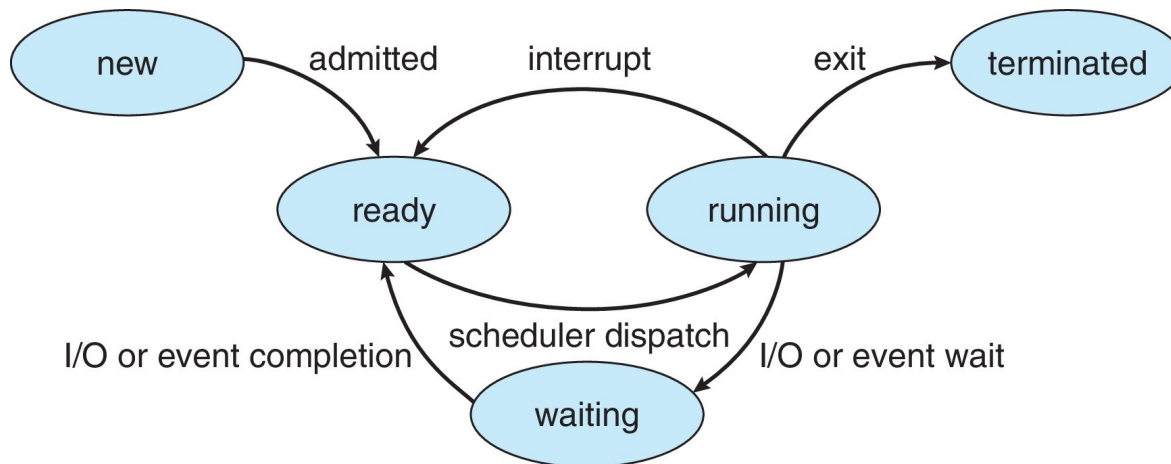 new
admitted
interrupt
exit
terminated
ready
running
scheduler dispatch
I/O or event completion
I/O or event wait
waiting